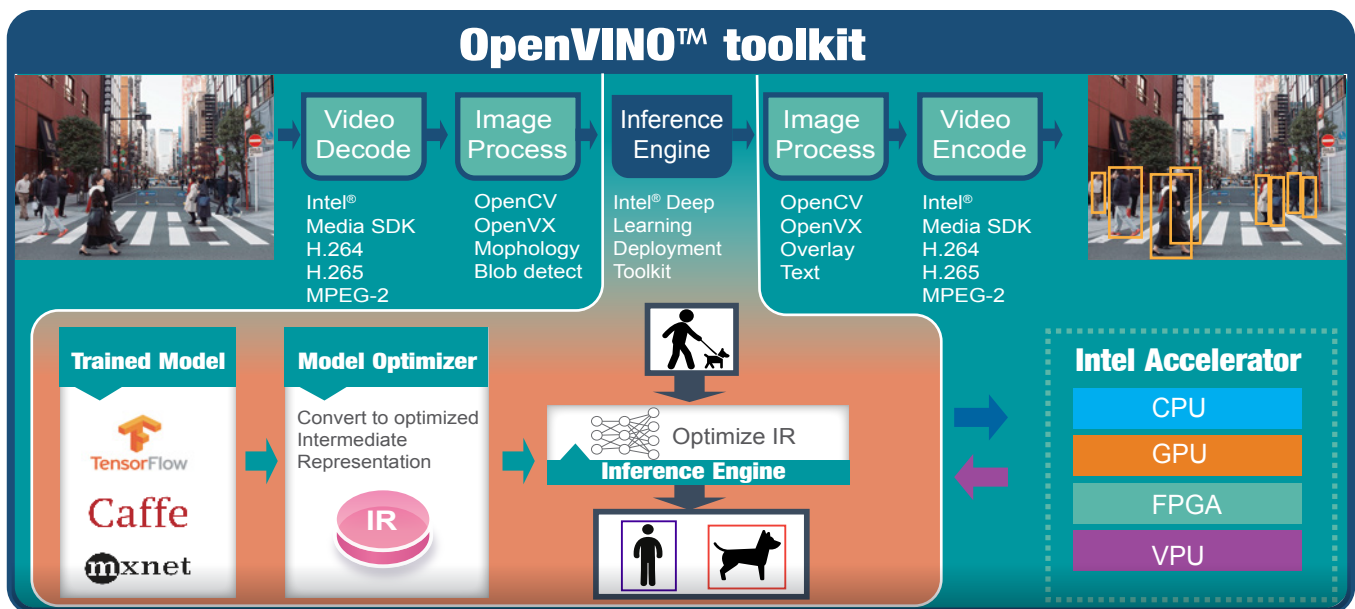 OpenVINO™ toolkit
Video
Decode
Image
Process
Inference
Engine
Image
Process
Video
Encode
Intel®
Media SDK
H.264
H.265
MPEG-2
OpenCV
OpenVX
Mophology
Blob detect
Intel® Deep
Learning
Deployment
Toolkit
OpenCV
OpenVX
Overlay
Text
Intel®
Media SDK
H.264
H.265
MPEG-2
Trained Model
TensorFlow
Caffe
mxnet
Model Optimizer
Convert to optimized
Intermediate
Representation
IR
Optimize IR
Inference Engine
Intel Accelerator
CPU
GPU
FPGA
VPU